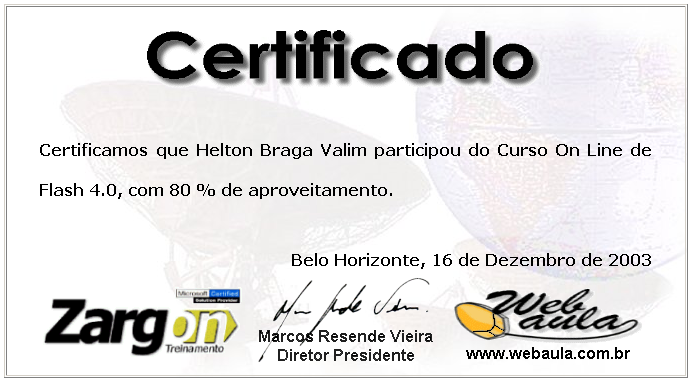 Certificado
Certificamos que Helton Braga Valim participou do Curso On Line de
Flash 4.0, com 80 % de aproveitamento.
Belo Horizonte, 16 de Dezembro de 2003
Microsoft Certified
Solution Provider
Zargon
Treinamento
Marcos Resende Vieira
Diretor Presidente
Web
aula
www.webaula.com.br